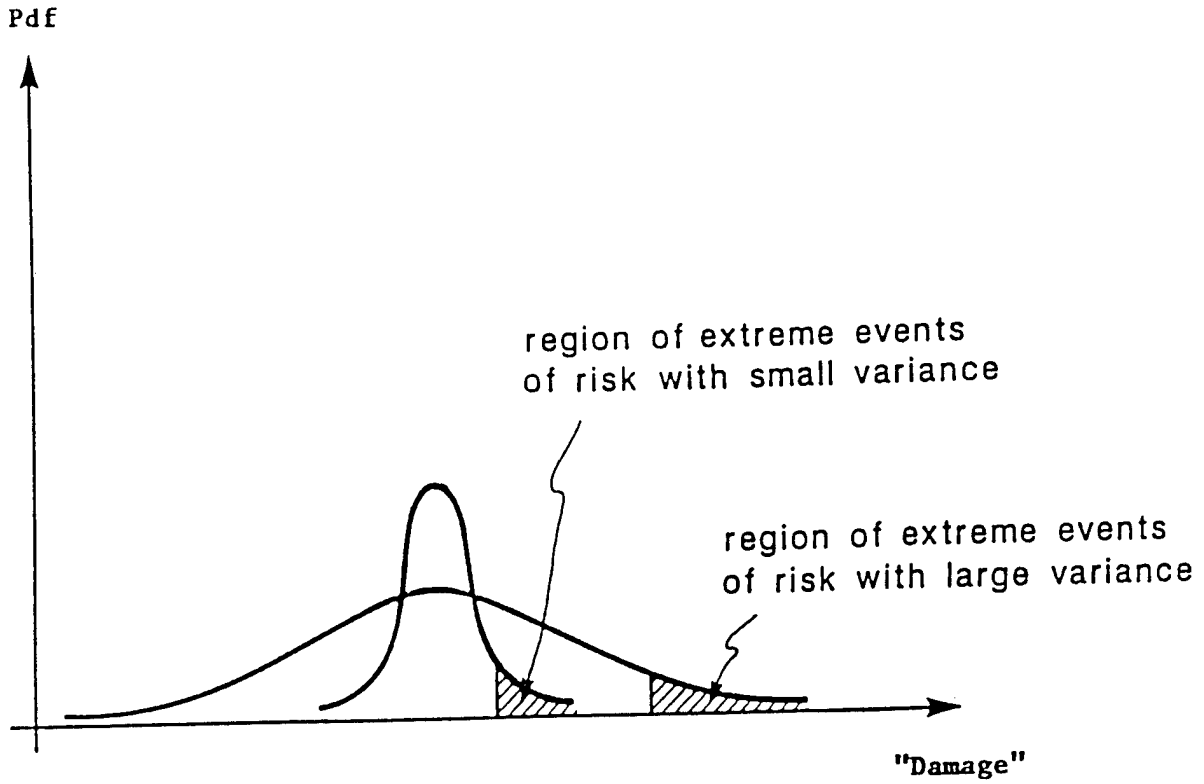 Pdf
region of extreme events
of risk with small variance
region of extreme events
of risk with large variance
"Damage"